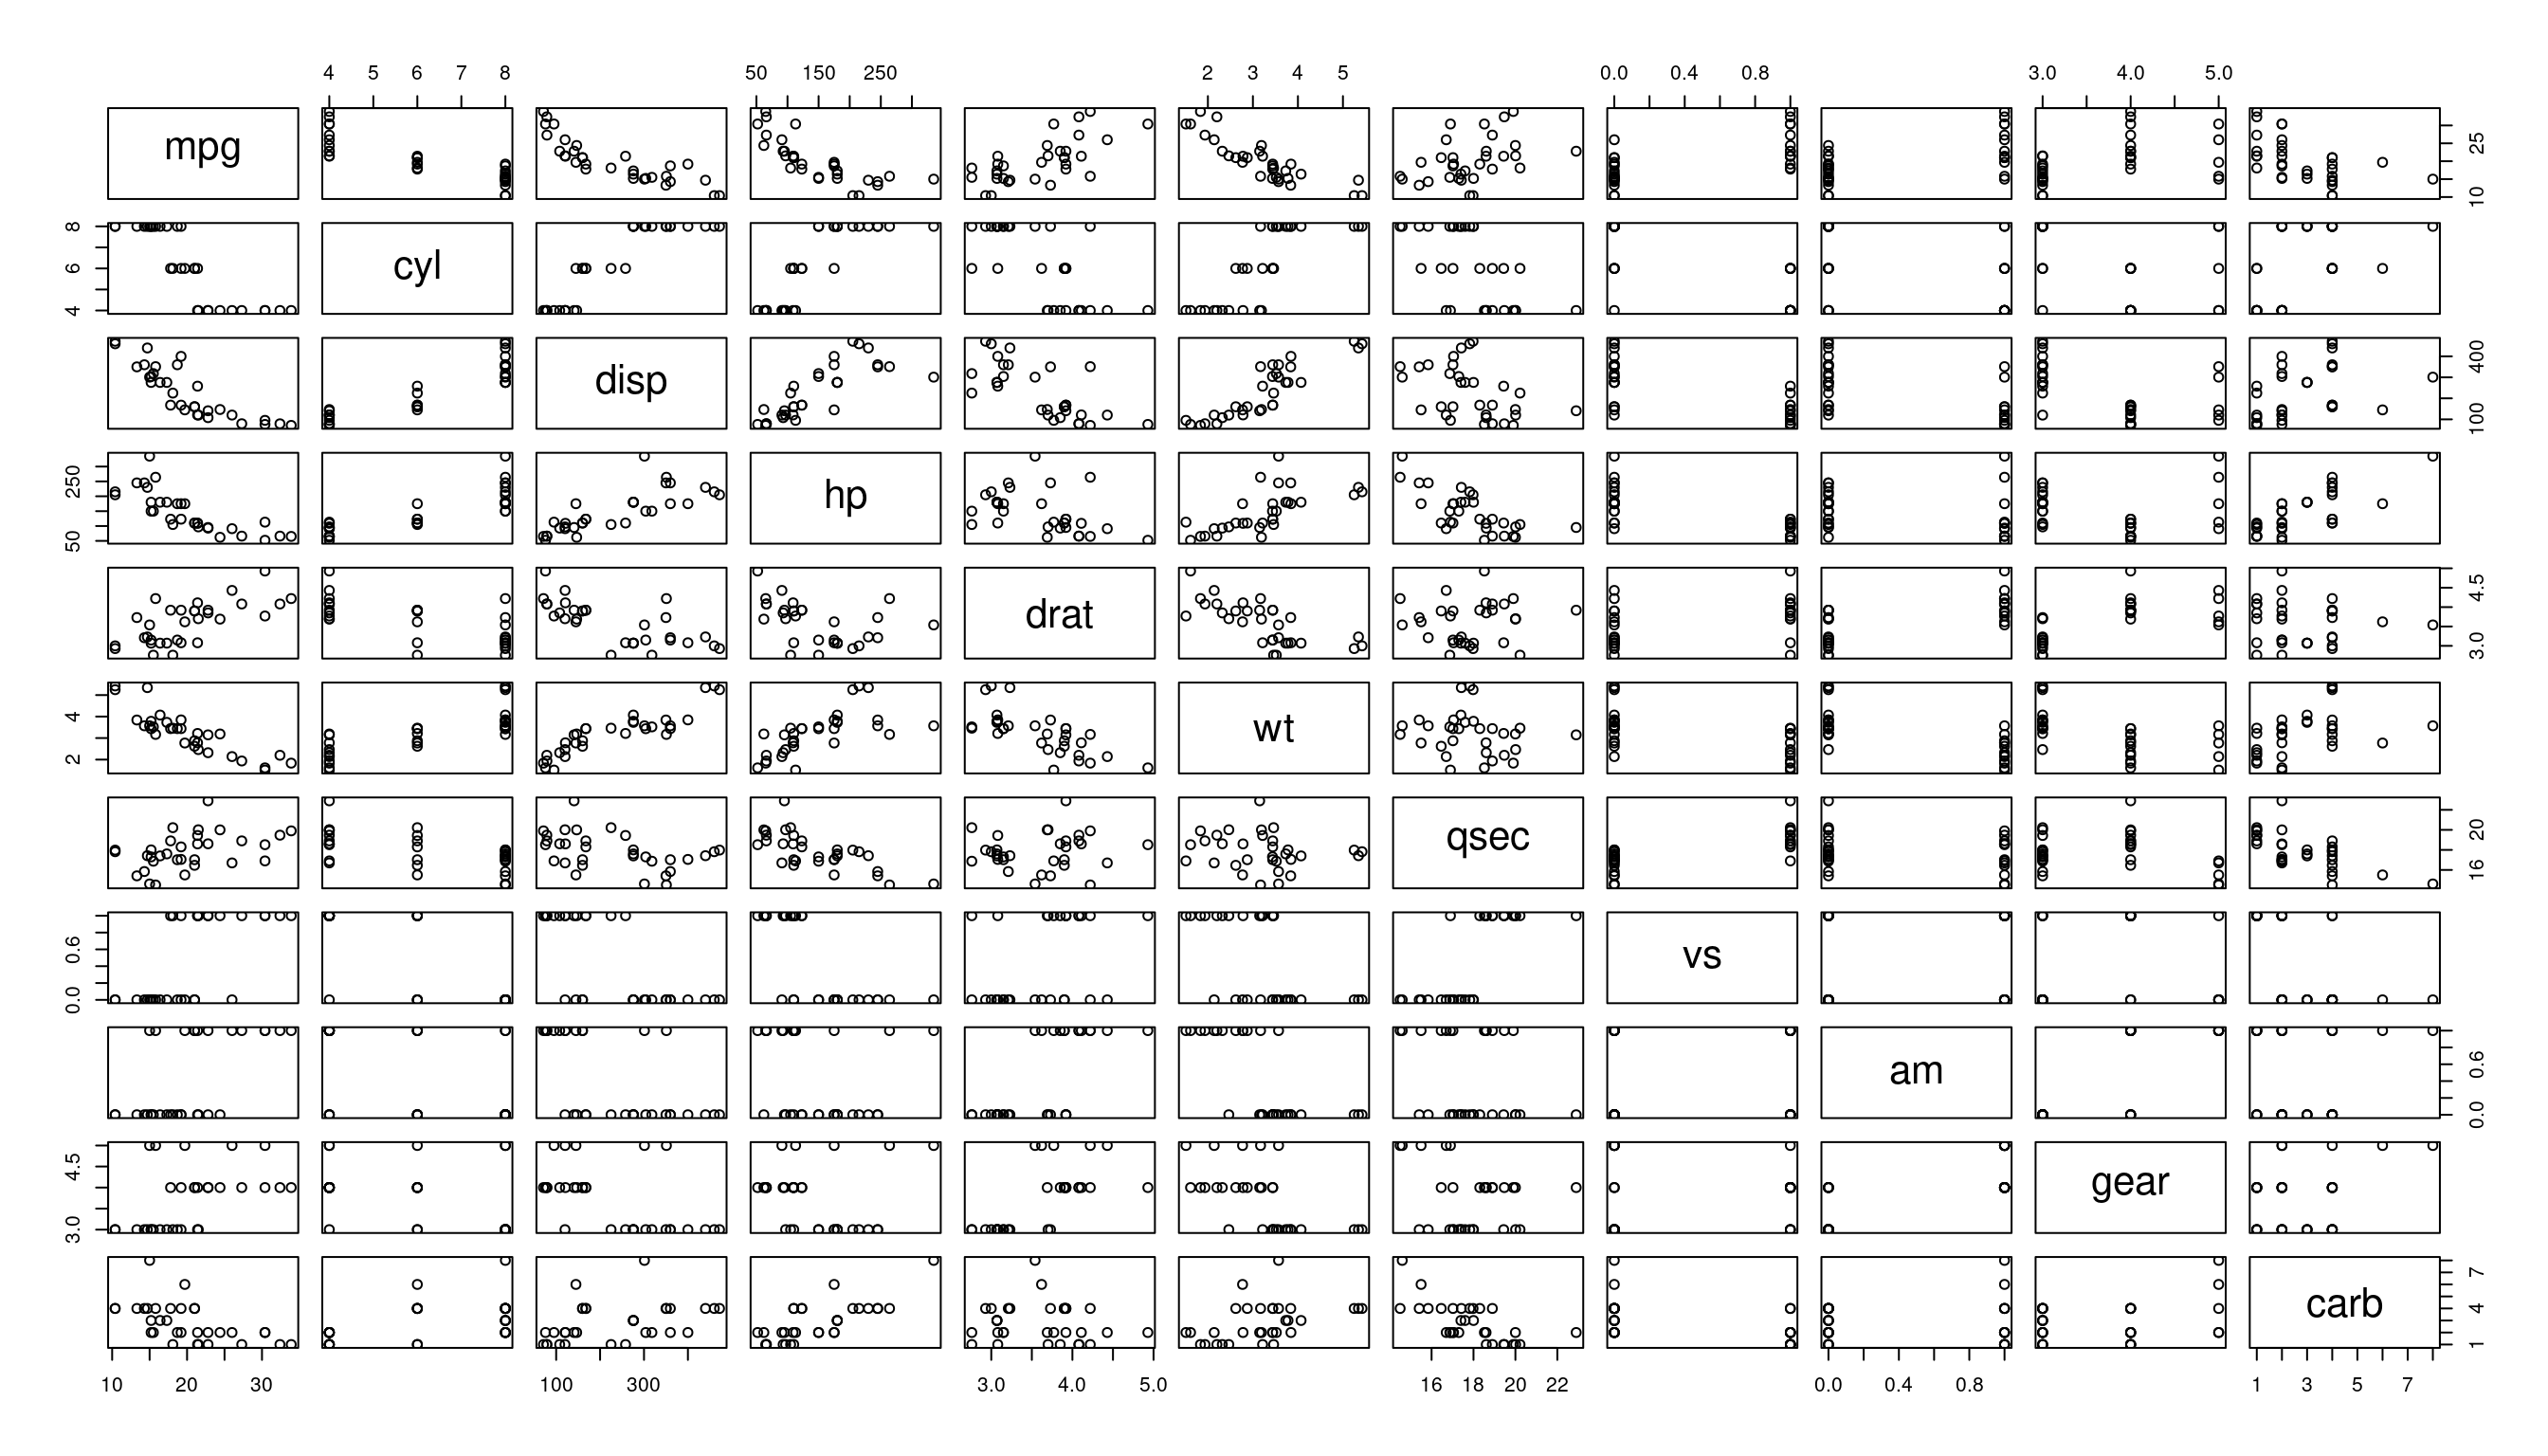 4 5 6 7 8 50 150 250 2 3 4 5 0.0 0.4 0.8 3.0 4.0 5.0
mpg 10 25
4 6 8 cyl
disp 100 400
50 250 hp
drat 3.0 4.5
2 4 wt
qsec 16 20
0.0 0.6 vs
am 0.0 0.6
3.0 4.5 gear
carb 1 4 7
10 20 30 100 300 3.0 4.0 5.0 16 18 20 22 0.0 0.4 0.8 1 3 5 7